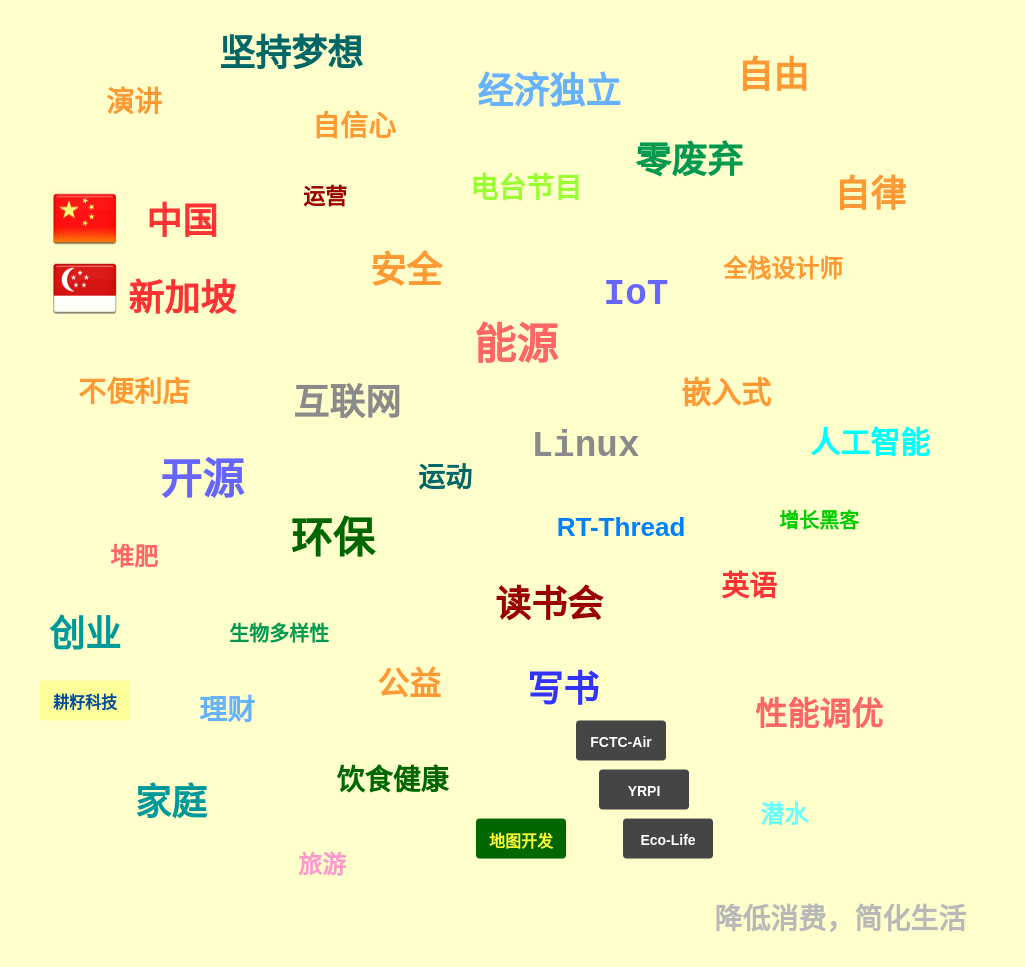 坚持梦想
自由
经济独立
演讲
自信心
零废弃
电台节目
自律
运营
中国
安全
全栈设计师
IoT
新加坡
能源
不便利店
嵌入式
互联网
Linux
人工智能
开源
运动
增长黑客
RT-Thread
环保
堆肥
英语
读书会
创业
生物多样性
公益
写书
耕籽科技
理财
性能调优
FCTC-Air
饮食健康
YRPI
家庭
潜水
地图开发
Eco-Life
旅游
降低消费，简化生活